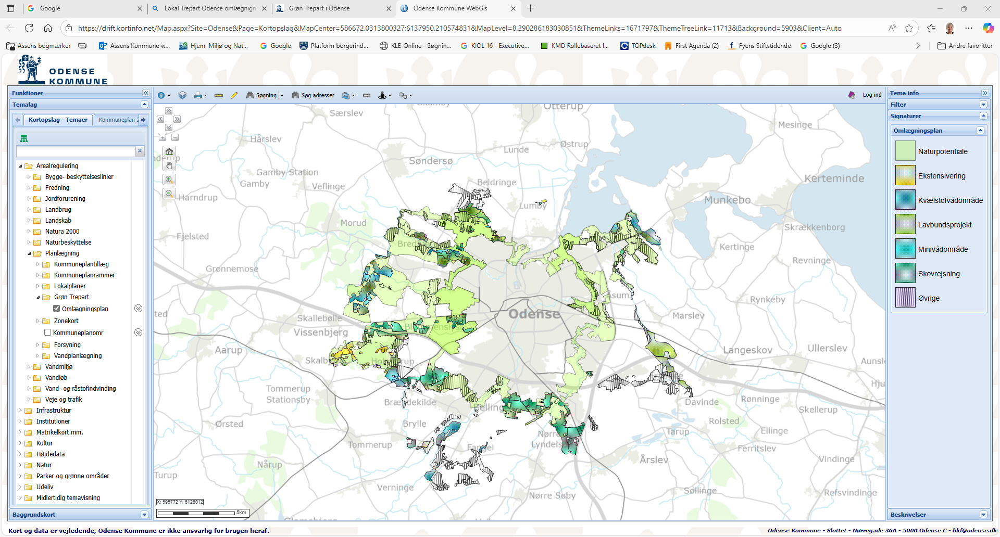 Google
Lokal Trepart Odense omlægnign
Grøn Trepart i Odense
Odense Kommune WebGis
https://drift.kortinfo.net/Map.aspx?Site=Odense&Page=Kortopslag&MapCenter=586672.0313800327;6137950.210574831&MapLevel=8.290286183030851&ThemeLinks=1671797&ThemeTreeLink=11713&Background=5903&Client=Auto
Assens bogmærker
Assens Kommune w...
Hjem Miljø og Nat...
Google
Platform borgerind...
KLE-Online - Søgnin...
KIOL 16 - Executive...
KMD Rollebaseret I...
TOPdesk
First Agenda (2)
Fyens Stiftstidende
Google (3)
Andre favoritter
ODENSE
KOMMUNE
Funktioner
Temalag
Kortopslag - Temaer
Kommuneplan 2
Arealregulering
Bygge- beskyttelseslinier
Fredning
Jordforurening
Landbrug
Landskab
Natura 2000
Naturbeskyttelse
Planlægning
Kommuneplantillæg
Kommuneplanrammer
Lokalplaner
Grøn Trepart
Omlægningsplan
Zonekort
Kommuneplanomr
Forsyning
Vandplanlægning
Vandmiljø
Vandløb
Vand- og råstofindvinding
Veje og trafik
Infrastruktur
Institutioner
Matrikelkort mm.
Kultur
Højdedata
Natur
Parker og grønne områder
Udeliv
Midlertidig temavisning
Baggrundskort
Søgning
Søg adresser
Log ind
Otterup
Særslev
Mesinge
Hårslev
Østrup
Lunde
Søndersø
Gamby Station
Gamby
Veflinge
Beldringe
Kerteminde
Harndrup
Lumby
Munkebo
Morud
Skrækkenborg
Fjelsted
Kertinge
Revninge
Grønnemose
Åsum
Rynkeby
Odense
Marslev
Skallebølle
Vissenbjerg
Aarup
Langeskov
Ullerslev
Tommerup
Stationsby
Brændekilde
Bellinge
Davinde
Rønninge
Skellerup
Ørsted
Brylle
Rolsted
Ellinge
Tarup
Tommerup
Fangel
Nørre
Lyndels
Ferritslev
Årslev
Vindinge
Nårup
Turup
Verninge
Nørre Søby
Søllinge
Refsvindinge
X: 595772 Y: 6126012
5km
Tema info
Filter
Signaturer
Omlægningsplan
Naturpotentiale
Ekstensivering
Kvælstofvådområde
Lavbundsprojekt
Minivådområde
Skovrejsning
Øvrige
Beskrivelser
Kort og data er vejledende, Odense Kommune er ikke ansvarlig for brugen heraf.
Odense Kommune - Slottet - Nørregade 36A - 5000 Odense C - bkf@odense.dk